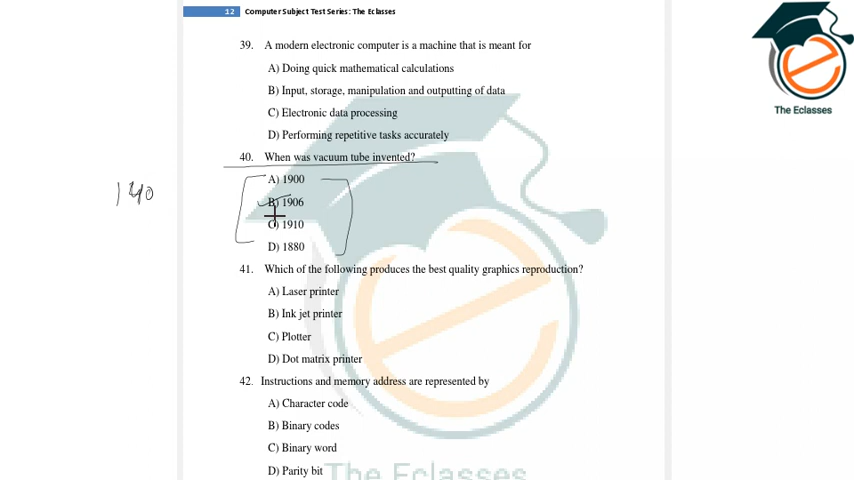 12 Computer Subject Test Series: The Eclasses
The Eclasses
39. A modern electronic computer is a machine that is meant for
A) Doing quick mathematical calculations
B) Input, storage, manipulation and outputting of data
C) Electronic data processing
D) Performing repetitive tasks accurately
40. When was vacuum tube invented?
A) 1900
B) 1906
C) 1910
D) 1880
41. Which of the following produces the best quality graphics reproduction?
A) Laser printer
B) Ink jet printer
C) Plotter
D) Dot matrix printer
42. Instructions and memory address are represented by
A) Character code
B) Binary codes
C) Binary word
D) Parity bit
The Eclasses